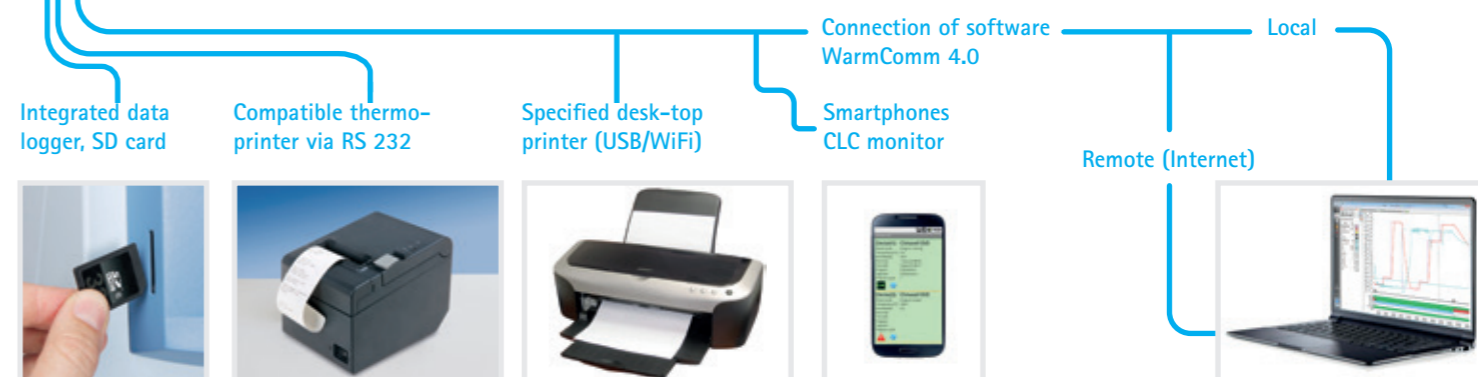 Connection of software
WarmComm 4.0
Local
Integrated data
logger, SD card
Compatible thermo-
printer via RS 232
Specified desk-top
printer (USB/WiFi)
Smartphones
CLC monitor
Remote (Internet)